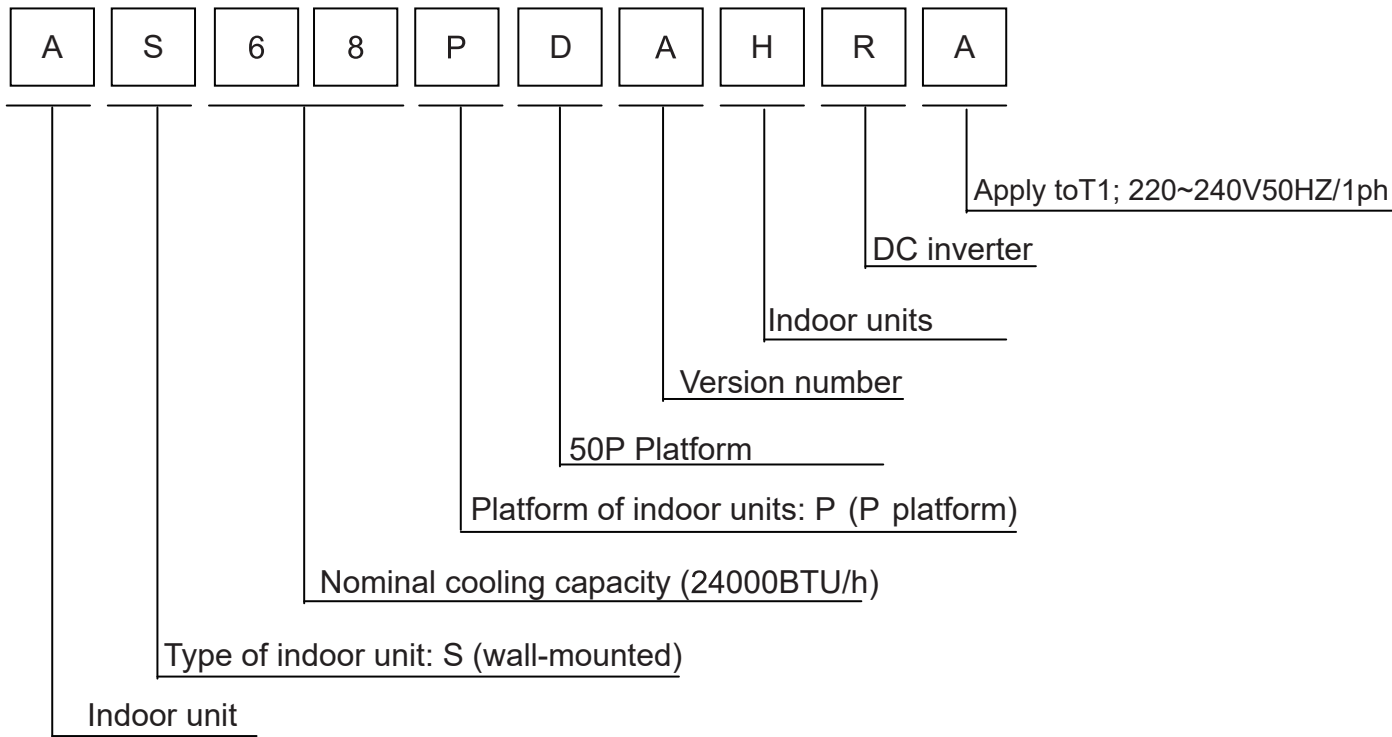 A S 6 8 P D A H R A
Apply toT1; 220~240V50HZ/1ph
DC inverter
Indoor units
Version number
50P Platform
Platform of indoor units: P (P platform)
Nominal cooling capacity (24000BTU/h)
Type of indoor unit: S (wall-mounted)
Indoor unit